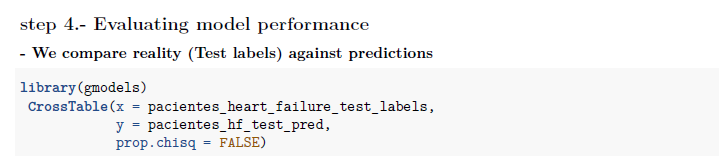 step 4.- Evaluating model performance
- We compare reality (Test labels) against predictions
library(gmodels)
CrossTable(x = pacientes_heart_failure_test_labels,
y = pacientes_hf_test_pred,
prop.chisq = FALSE)